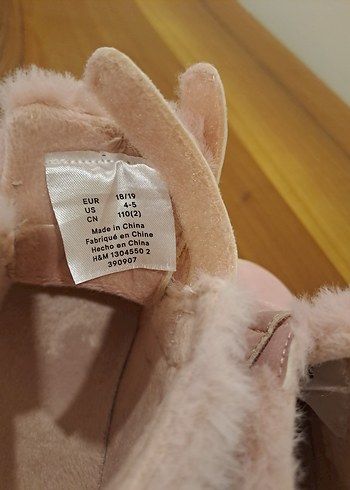 EUR 18/19
US 4-5
CN 110(2)
Made in China
Fabriqué en Chine
Hecho en China
H&M 1304550 2
390907